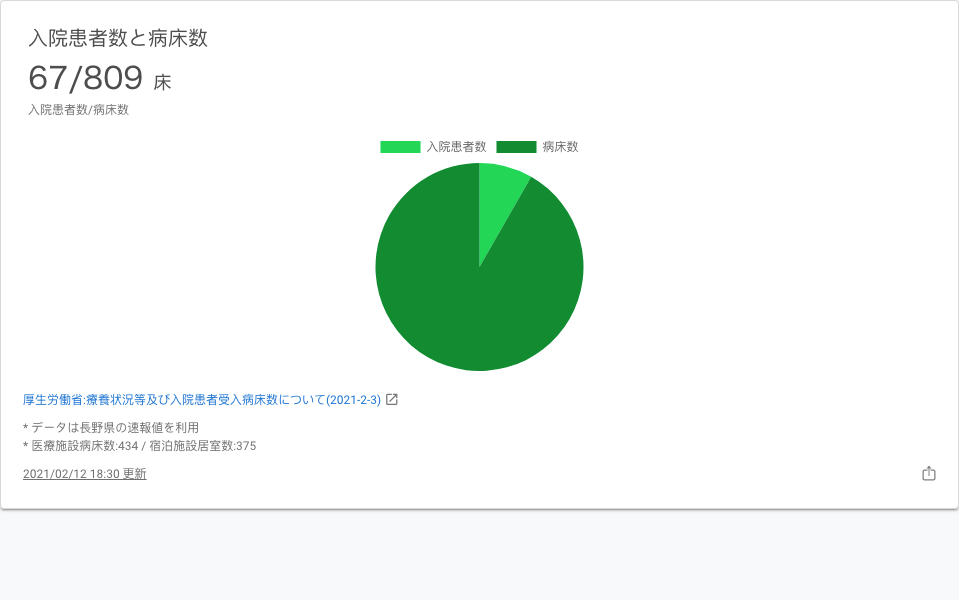 入院患者数と病床数
67/809 床
入院患者数/病床数
入院患者数 病床数
厚生労働省:療養状況等及び入院患者受入病床数について(2021-2-3)
* データは長野県の速報値を利用
* 医療施設病床数:434 / 宿泊施設居室数:375
2021/02/12 18:30 更新